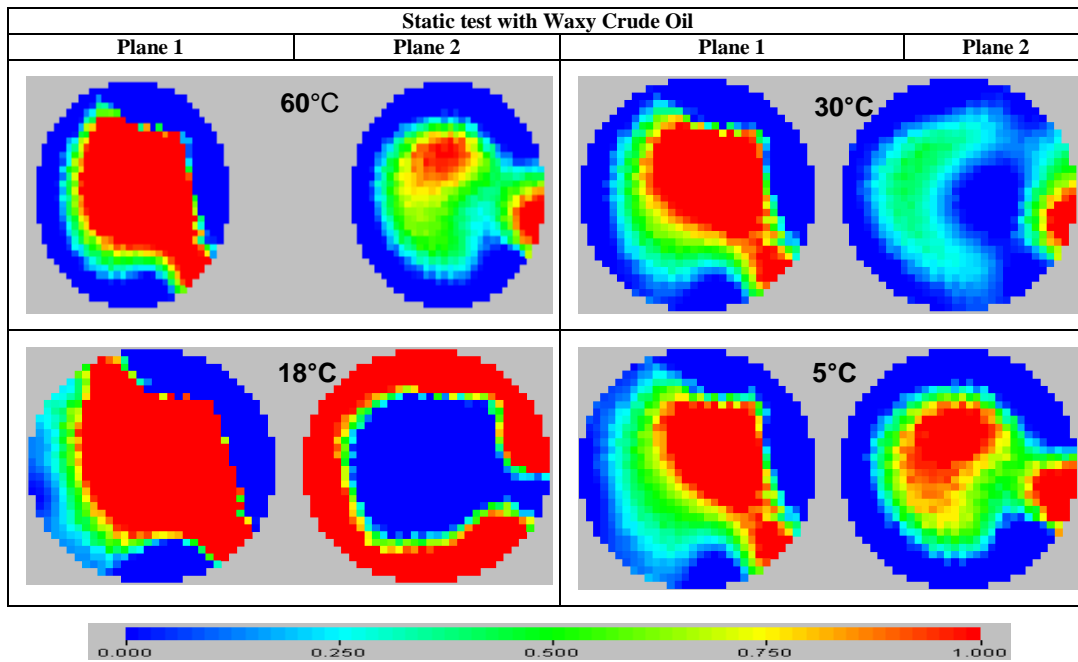 Static test with Waxy Crude Oil
Plane 1 Plane 2 Plane 1 Plane 2
60°C 30°C
18°C 5°C
0.000 0.250 0.500 0.750 1.000